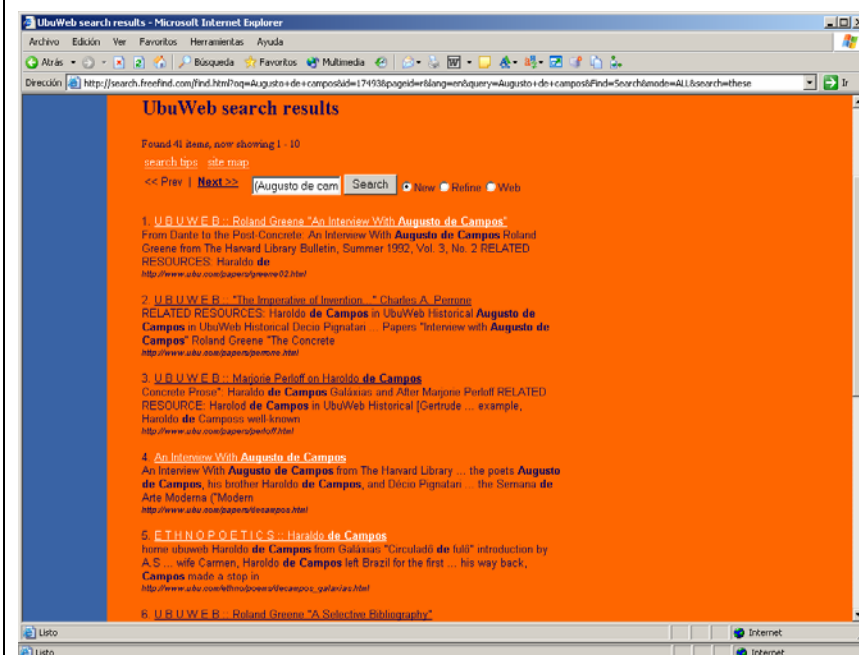 UbuWeb search results - Microsoft Internet Explorer
Archivo Edición Ver Favoritos Herramientas Ayuda
Atrás Búsqueda Favoritos Multimedia
Dirección http://search.freefind.com/find.html?oq=Augusto+de+campos&id=17493&pageid=r&lang=en&query=Augusto+de+campos&Find=Search&mode=ALL&search=these Ir
UbuWeb search results
Found 41 items, now showing 1 - 10
search tips site map
<< Prev | Next >> (Augusto de cam Search New Refine Web
1. U B U W E B :: Roland Greene "An Interview With Augusto de Campos"
From Dante to the Post-Concrete: An Interview With Augusto de Campos Roland
Greene from The Harvard Library Bulletin, Summer 1992, Vol. 3, No. 2 RELATED
RESOURCES: Haraldo de
http://www.ubu.com/papers/greene02.html
2. U B U W E B :: "The Imperative of Invention..." Charles A. Perrone
RELATED RESOURCES: Haroldo de Campos in UbuWeb Historical Augusto de
Campos in UbuWeb Historical Decio Pignatari ... Papers "Interview with Augusto de
Campos" Roland Greene "The Concrete
http://www.ubu.com/papers/perrone.html
3. U B U W E B :: Marjorie Perloff on Haroldo de Campos
Concrete Prose": Haraldo de Campos Galáxias and After Marjorie Perloff RELATED
RESOURCE: Harolod de Campos in UbuWeb Historical [Gertrude ... example,
Haroldo de Camposs well-known
http://www.ubu.com/papers/perloff.html
4. An Interview With Augusto de Campos
An Interview With Augusto de Campos from The Harvard Library ... the poets Augusto
de Campos, his brother Haroldo de Campos, and Décio Pignatari ... the Semana de
Arte Moderna ("Modern
http://www.ubu.com/papers/decampos.html
5. E T H N O P O E T I C S :: Haraldo de Campos
home ubuweb Haroldo de Campos from Galáxias "Circuladô de fulô" introduction by
A.S ... wife Carmen, Haroldo de Campos left Brazil for the first ... his way back,
Campos made a stop in
http://www.ubu.com/ethno/poems/decampos_galaxias.html
6. U B U W E B :: Roland Greene "A Selective Bibliography"
Listo Internet
Listo Internet